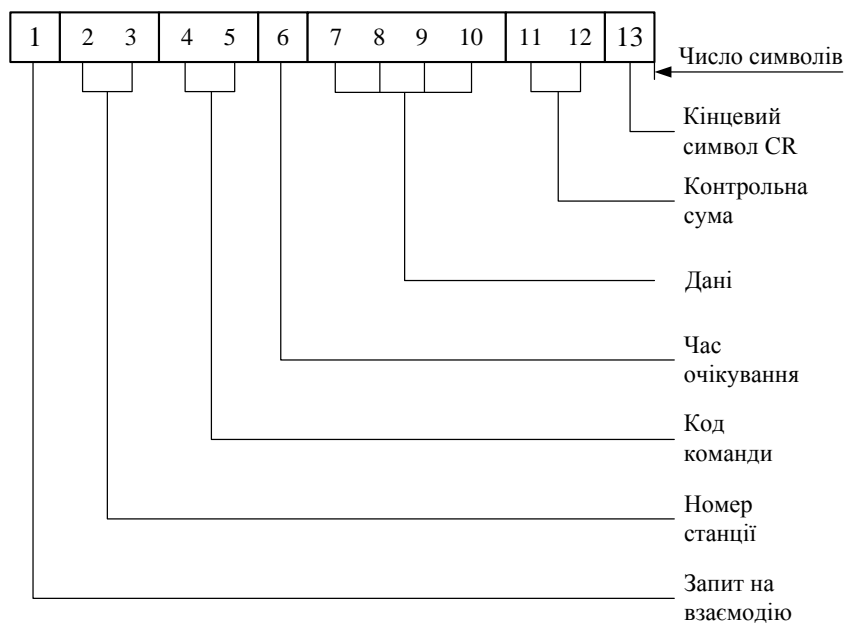 1 2 3 4 5 6 7 8 9 10 11 12 13
Число символів
Кінцевий
символ CR
Контрольна
сума
Дані
Час
очікування
Код
команди
Номер
станції
Запит на
взаємодію